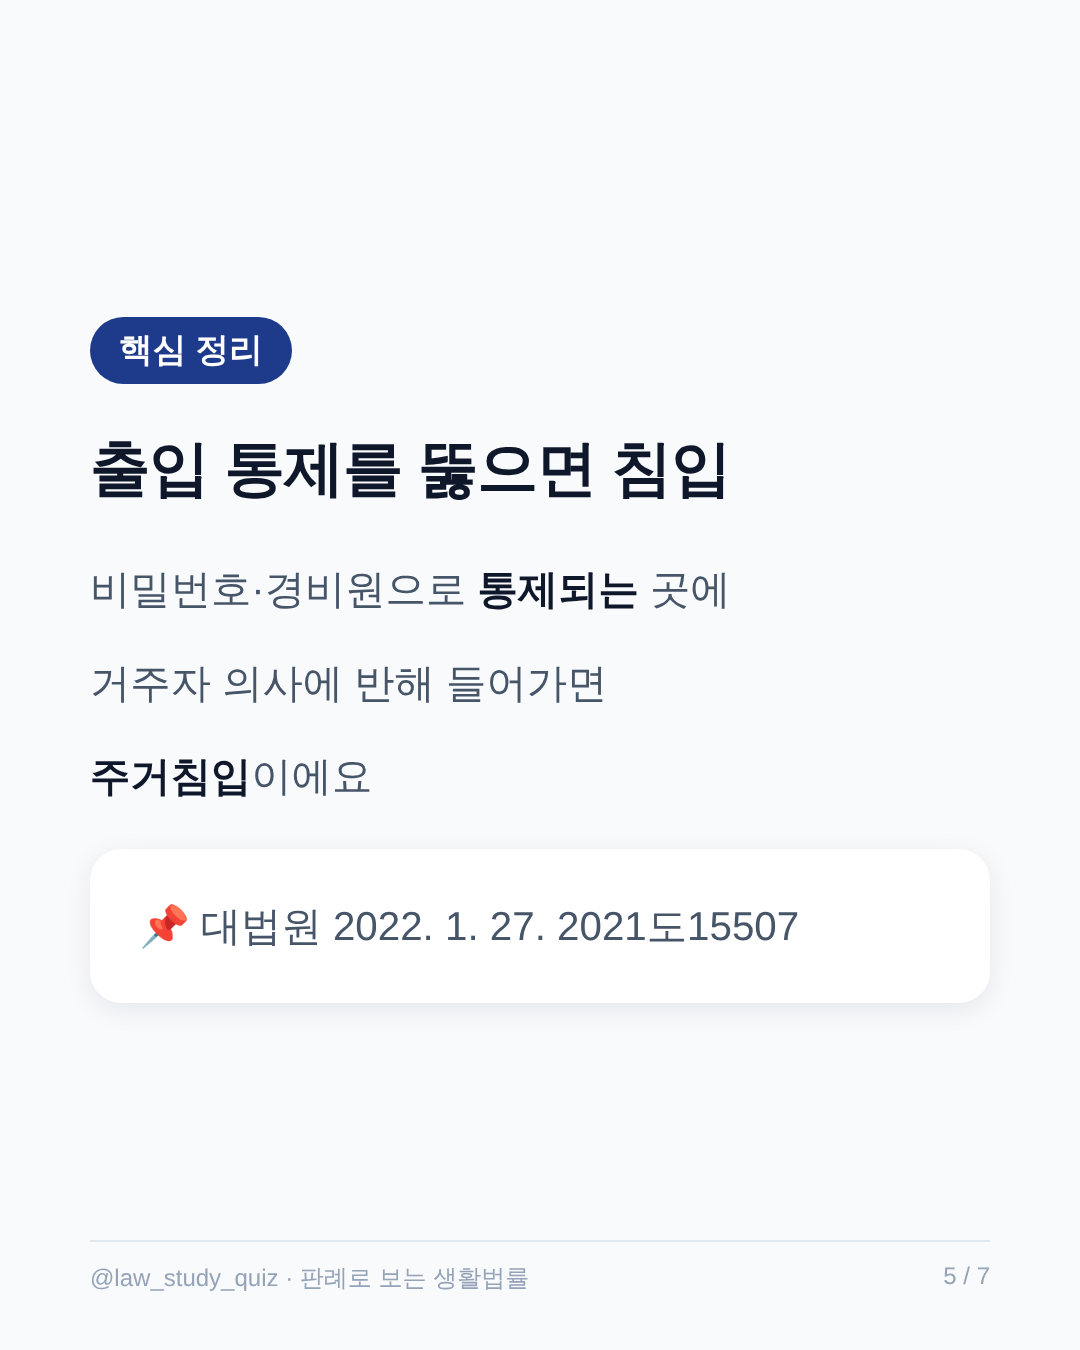 핵심 정리
출입 통제를 뚫으면 침입
비밀번호·경비원으로 통제되는 곳에
거주자 의사에 반해 들어가면
주거침입이에요
📌 대법원 2022. 1. 27. 2021도15507
@law_study_quiz · 판례로 보는 생활법률
5 / 7